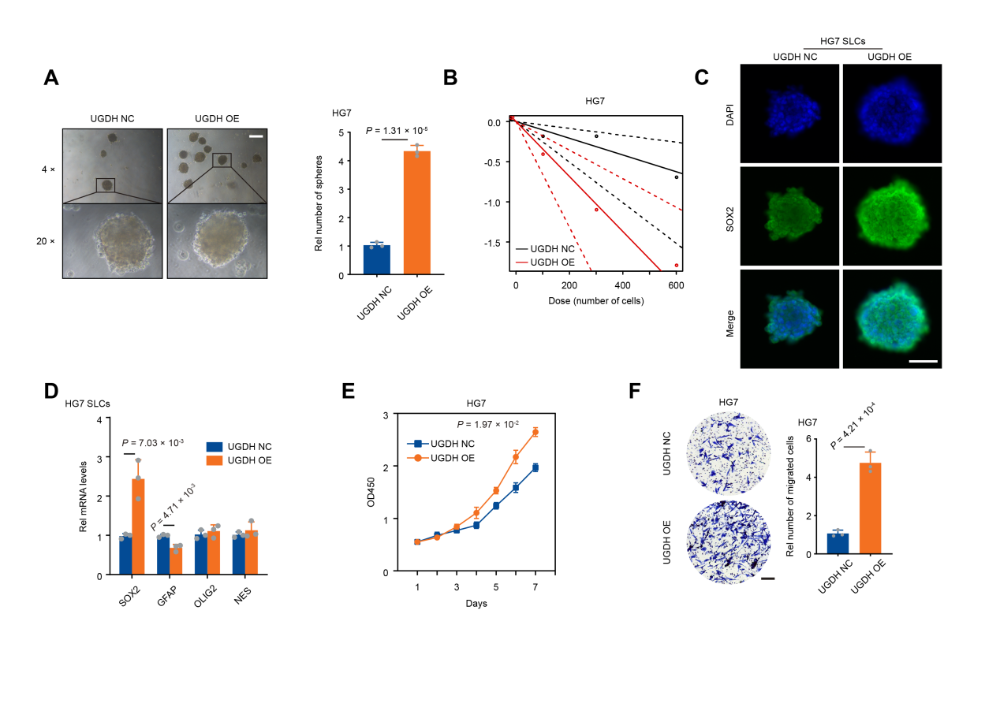 A
UGDH NC
UGDH OE
4 ×
20 ×
HG7
P = 1.31 × 10-5
Rel number of spheres
5
4
3
2
1
0
UGDH NC
UGDH OE
B
HG7
0.0
-0.5
-1.0
-1.5
UGDH NC
UGDH OE
0
200
400
600
Dose (number of cells)
C
HG7 SLCs
UGDH NC
UGDH OE
DAPI
SOX2
Merge
D
HG7 SLCs
Rel mRNA levels
4
3
2
1
0
P = 7.03 × 10-3
P = 4.71 × 10-3
UGDH NC
UGDH OE
SOX2
GFAP
OLIG2
NES
E
HG7
P = 1.97 × 10-2
UGDH NC
UGDH OE
OD450
3
2
1
0
1
3
5
7
Days
F
HG7
UGDH NC
UGDH OE
HG7
P = 4.21 × 10-4
Rel number of migrated cells
6
4
2
0
UGDH NC
UGDH OE